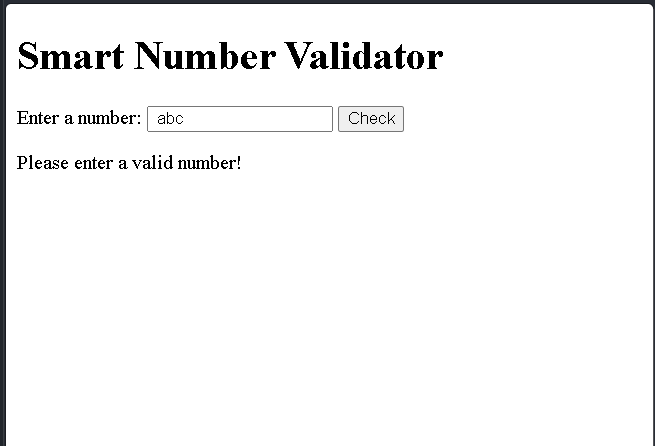 Smart Number Validator
Enter a number: abc Check
Please enter a valid number!